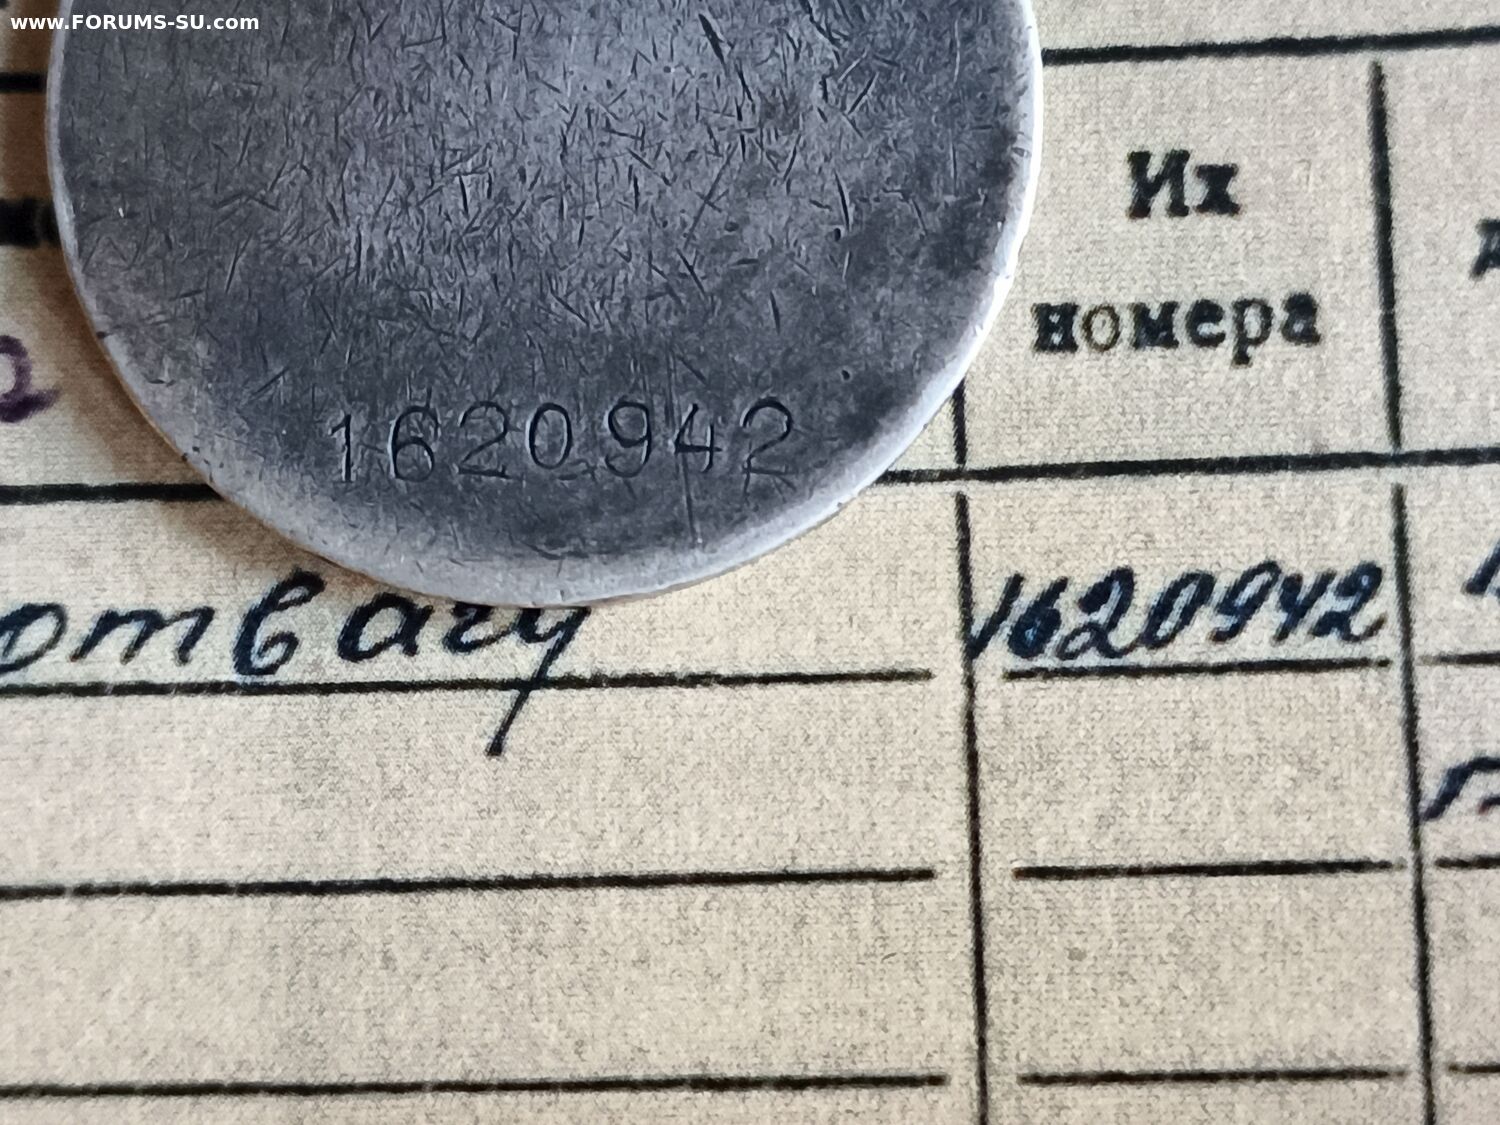 www.FORUMS-SU.com
Их
номера
1620942
отвагу 1620942